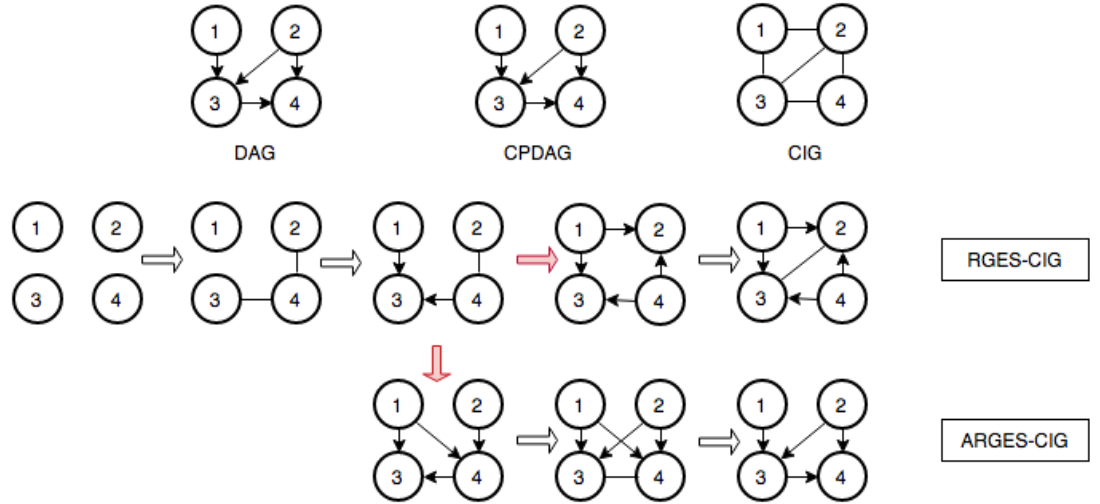 1 2 1 2 1 2
3 4 3 4 3 4
DAG CPDAG CIG
1 2 1 2 1 2 1 2 1 2
3 4 3 4 3 4 3 4 3 4
RGES-CIG
1 2 1 2 1 2
3 4 3 4 3 4
ARGES-CIG